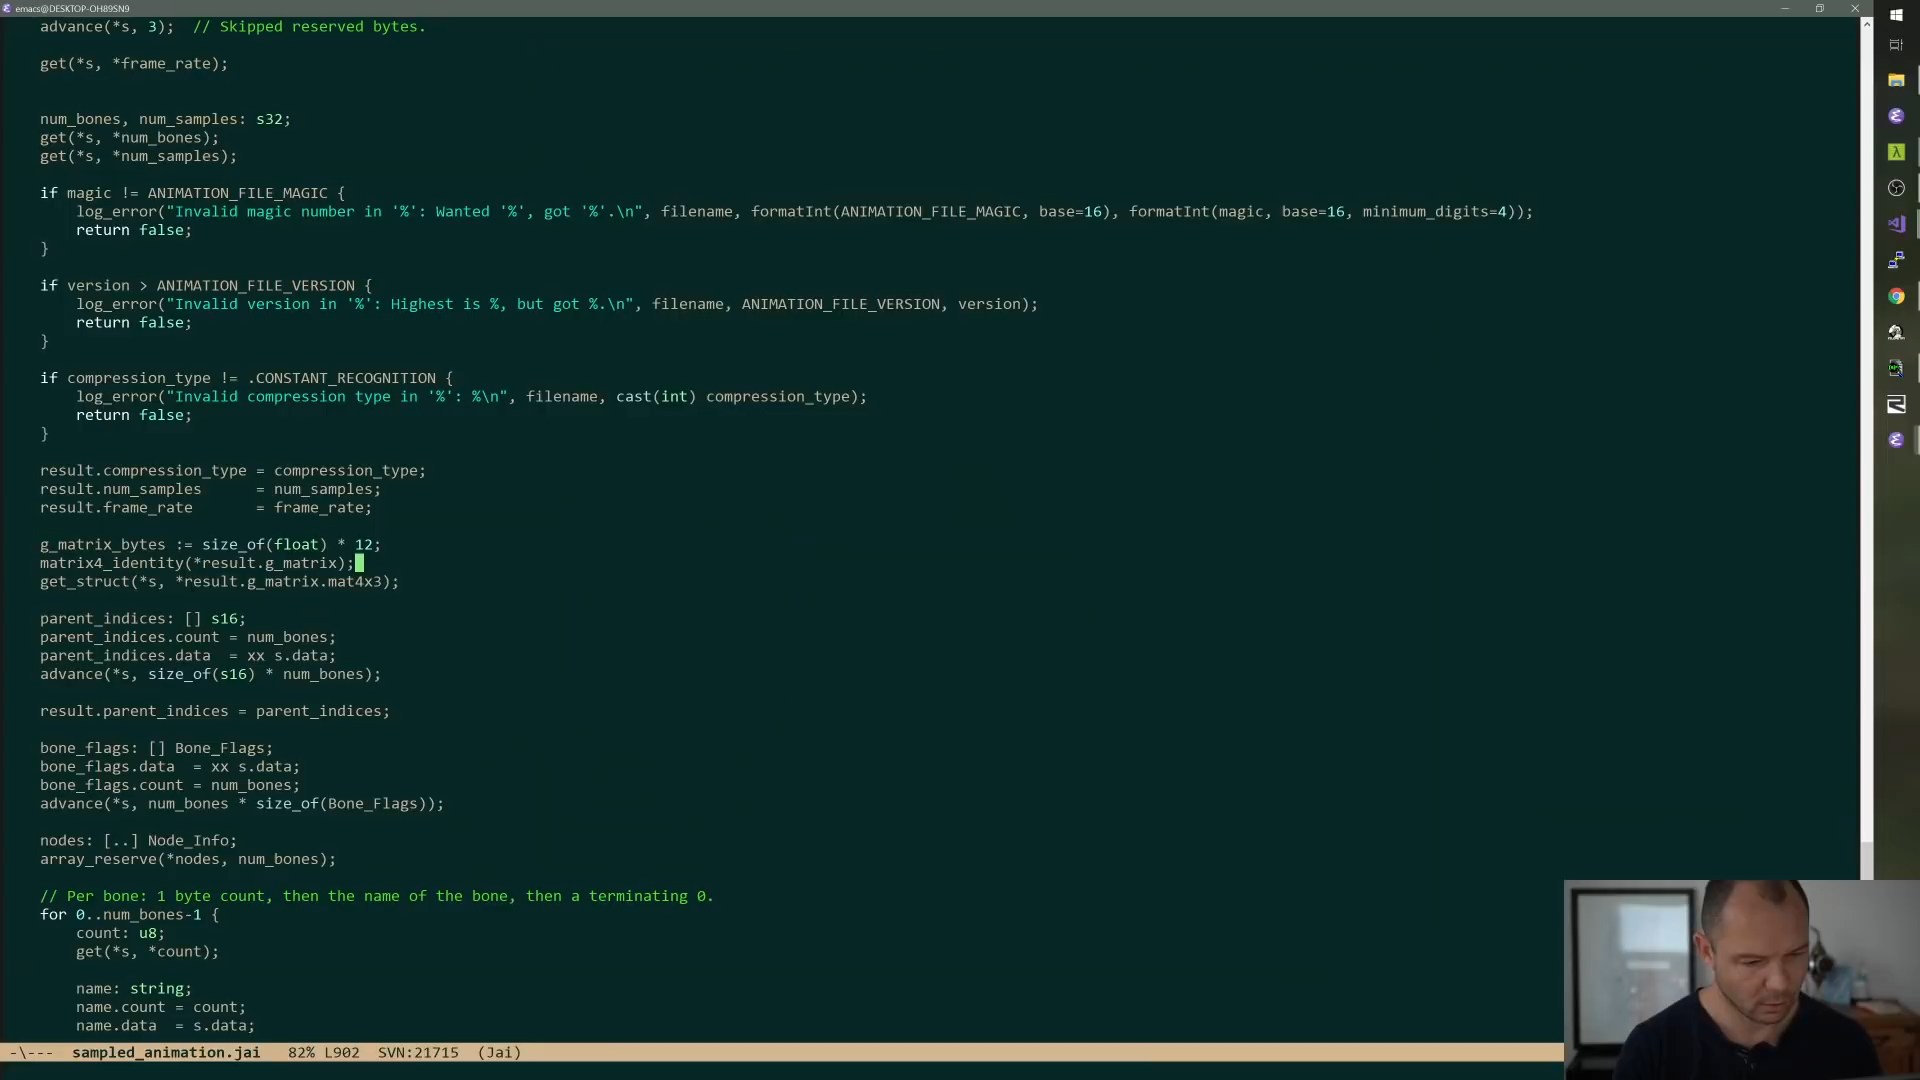 emacs@DESKTOP-OH89SN9
advance(*s, 3);  // Skipped reserved bytes.
get(*s, *frame_rate);
num_bones, num_samples: s32;
get(*s, *num_bones);
get(*s, *num_samples);
if magic != ANIMATION_FILE_MAGIC {
log_error("Invalid magic number in '%': Wanted '%', got '%'.\n", filename, formatInt(ANIMATION_FILE_MAGIC, base=16), formatInt(magic, base=16, minimum_digits=4));
return false;
}
if version > ANIMATION_FILE_VERSION {
log_error("Invalid version in '%': Highest is %, but got %.\n", filename, ANIMATION_FILE_VERSION, version);
return false;
}
if compression_type != .CONSTANT_RECOGNITION {
log_error("Invalid compression type in '%': %\n", filename, cast(int) compression_type);
return false;
}
result.compression_type = compression_type;
result.num_samples      = num_samples;
result.frame_rate       = frame_rate;
g_matrix_bytes := size_of(float) * 12;
matrix4_identity(*result.g_matrix);
get_struct(*s, *result.g_matrix.mat4x3);
parent_indices: [] s16;
parent_indices.count = num_bones;
parent_indices.data  = xx s.data;
advance(*s, size_of(s16) * num_bones);
result.parent_indices = parent_indices;
bone_flags: [] Bone_Flags;
bone_flags.data  = xx s.data;
bone_flags.count = num_bones;
advance(*s, num_bones * size_of(Bone_Flags));
nodes: [..] Node_Info;
array_reserve(*nodes, num_bones);
// Per bone: 1 byte count, then the name of the bone, then a terminating 0.
for 0..num_bones-1 {
count: u8;
get(*s, *count);
name: string;
name.count = count;
name.data  = s.data;
-\---  sampled_animation.jai   82% L902  SVN:21715  (Jai)